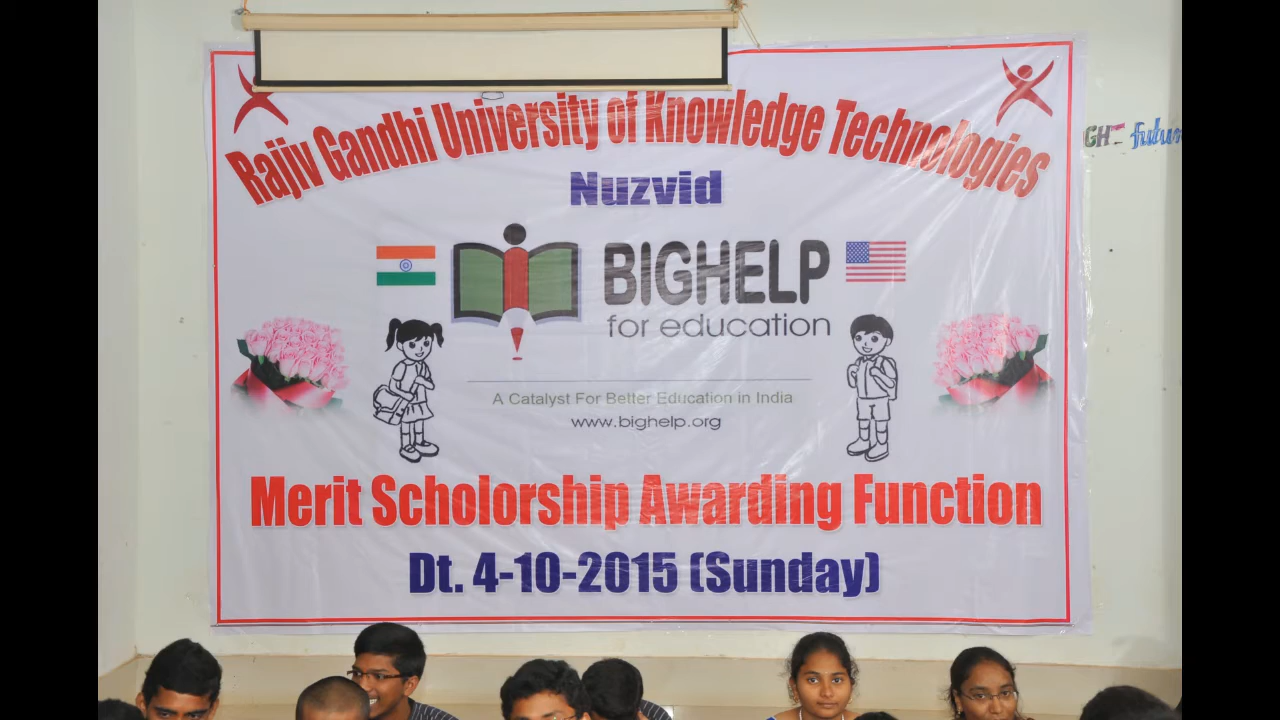 Rajiv Gandhi University of Knowledge Technologies
Nuzvid
BIGHELP
for education
A Catalyst For Better Education in India
www.bighelp.org
Merit Scholorship Awarding Function
Dt. 4-10-2015 (Sunday)